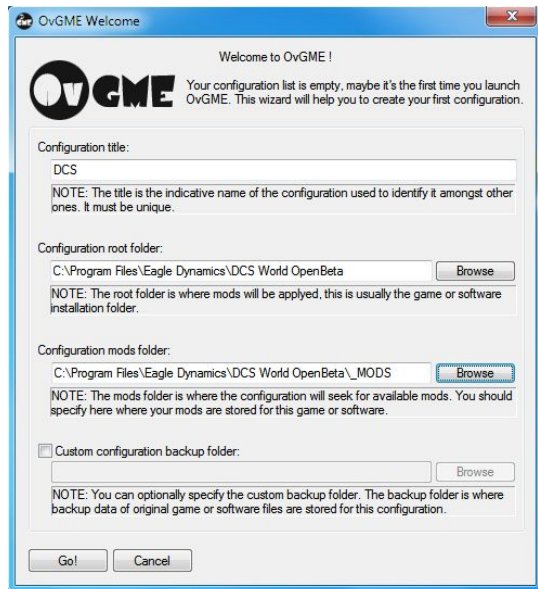 OvGME Welcome
Welcome to OvGME !
OVGME
Your configuration list is empty, maybe it's the first time you launch
OvGME. This wizard will help you to create your first configuration.
Configuration title:
DCS
NOTE: The title is the indicative name of the configuration used to identify it amongst other
ones. It must be unique.
Configuration root folder:
C:\Program Files\Eagle Dynamics\DCS World OpenBeta
Browse
NOTE: The root folder is where mods will be applyed, this is usually the game or software
installation folder.
Configuration mods folder:
C:\Program Files\Eagle Dynamics\DCS World OpenBeta\_MODS
Browse
NOTE: The mods folder is where the configuration will seek for available mods. You should
specify here where your mods are stored for this game or software.
Custom configuration backup folder:
Browse
NOTE: You can optionally specify the custom backup folder. The backup folder is where
backup data of original game or software files are stored for this configuration.
Go!
Cancel